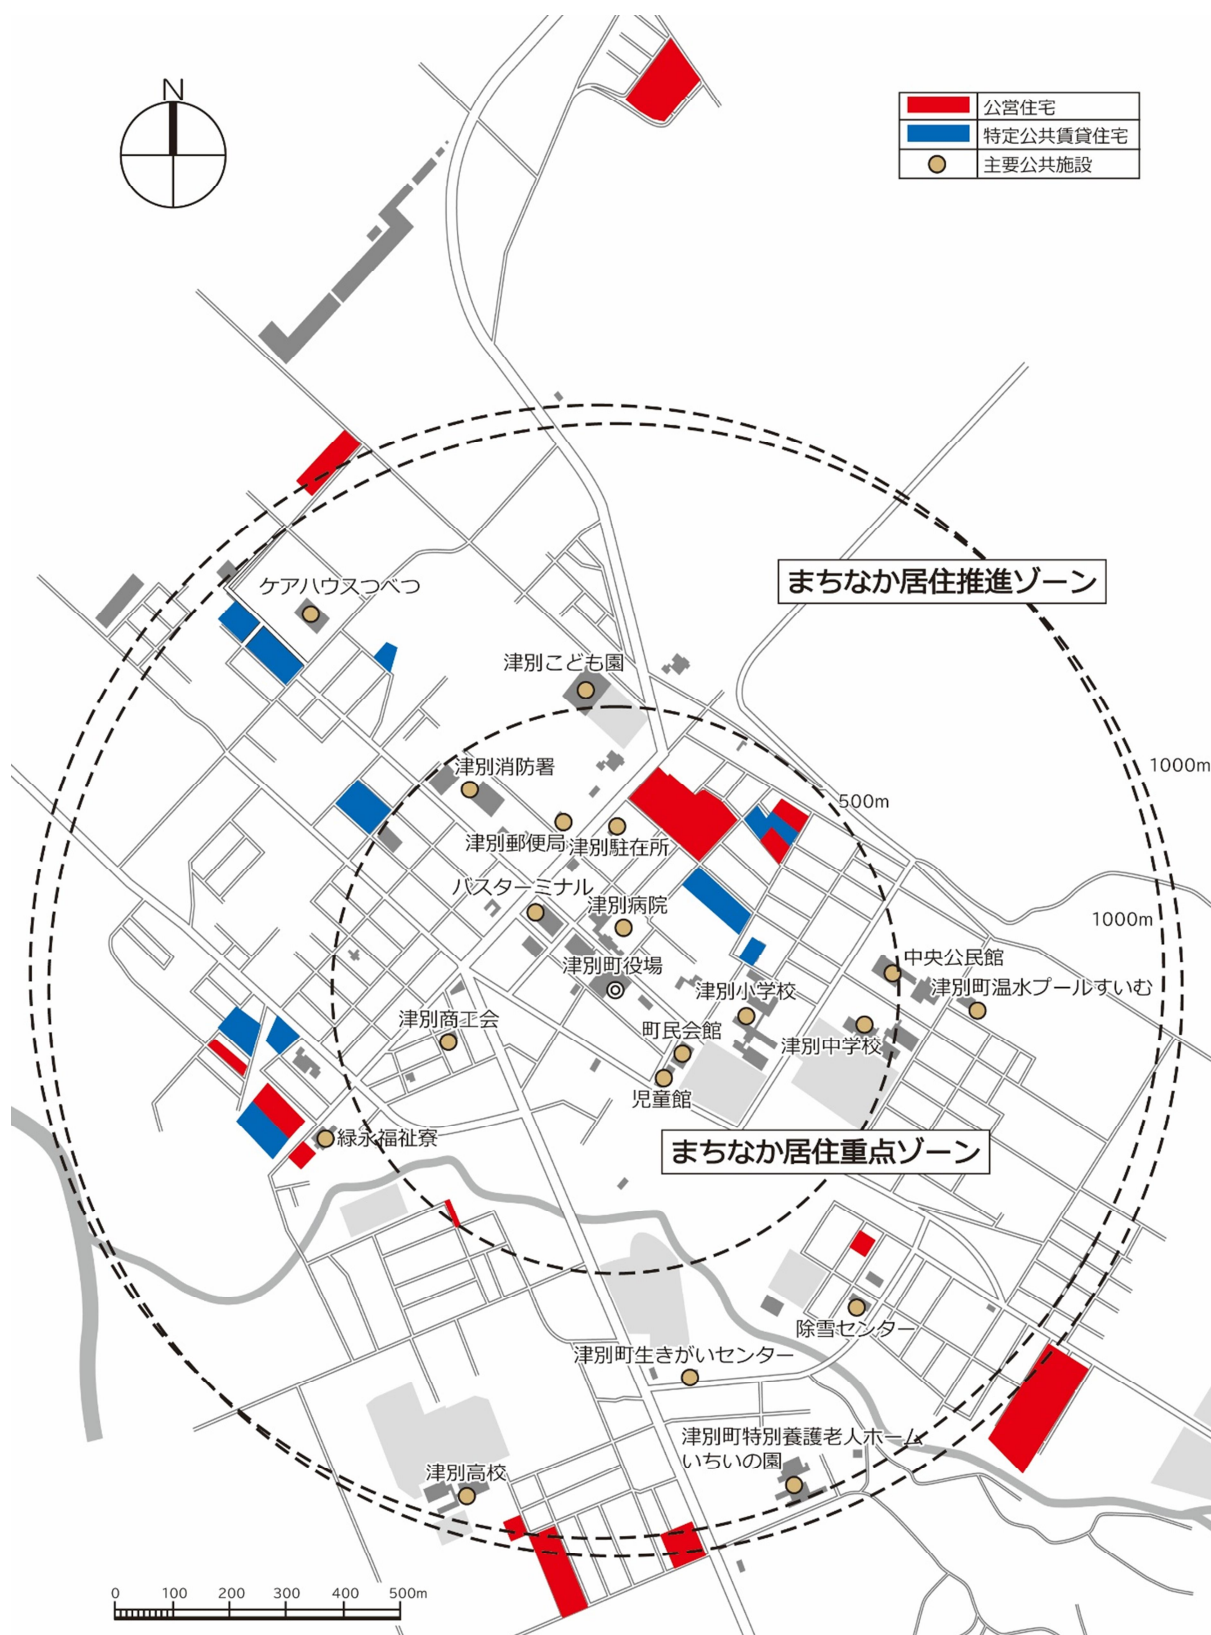 N
公営住宅
特定公共賃貸住宅
主要公共施設
まちなか居住推進ゾーン
ケアハウスつべつ
津別こども園
1000m
津別消防署
500m
津別郵便局
津別駐在所
バスターミナル
津別病院
1000m
中央公民館
津別町役場
津別小学校
津別町温水プールすいむ
津別商工会
町民会館
津別中学校
児童館
緑永福祉寮
まちなか居住重点ゾーン
除雪センター
津別町生きがいセンター
津別町特別養護老人ホーム
いちいの園
津別高校
0 100 200 300 400 500m